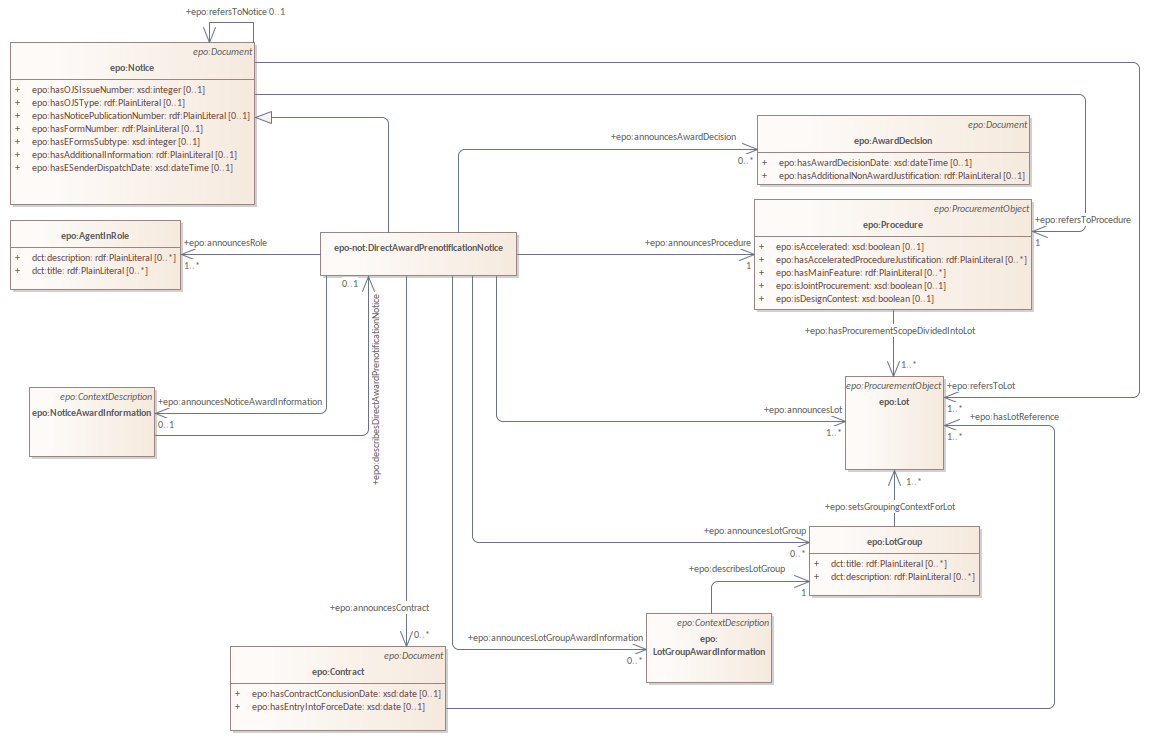 +epo:refersToNotice 0..1
epo:Document
epo:Notice
+ epo:hasOJSIssueNumber: xsd:integer [0..1]
+ epo:hasOJSType: rdf:PlainLiteral [0..1]
+ epo:hasNoticePublicationNumber: rdf:PlainLiteral [0..1]
+ epo:hasFormNumber: rdf:PlainLiteral [0..1]
+ epo:hasEFormsSubtype: xsd:integer [0..1]
+ epo:hasAdditionalInformation: rdf:PlainLiteral [0..1]
+ epo:hasESenderDispatchDate: xsd:dateTime [0..1]
+epo:announcesAwardDecision
0..*
epo:Document
epo:AwardDecision
+ epo:hasAwardDecisionDate: xsd:dateTime [0..1]
+ epo:hasAdditionalNonAwardJustification: rdf:PlainLiteral [0..1]
epo:AgentInRole
+ dct:description: rdf:PlainLiteral [0..*]
+ dct:title: rdf:PlainLiteral [0..*]
+epo:announcesRole
1..*
epo-not:DirectAwardPrenotificationNotice
+epo:announcesProcedure
1
epo:ProcurementObject
epo:Procedure
+ epo:isAccelerated: xsd:boolean [0..1]
+ epo:hasAcceleratedProcedureJustification: rdf:PlainLiteral [0..*]
+ epo:hasMainFeature: rdf:PlainLiteral [0..*]
+ epo:isJointProcurement: xsd:boolean [0..1]
+ epo:isDesignContest: xsd:boolean [0..1]
+epo:refersToProcedure
1
0..1
+epo:describesDirectAwardPrenotificationNotice
+epo:hasProcurementScopeDividedIntoLot
1..*
epo:ContextDescription
epo:NoticeAwardInformation
+epo:announcesNoticeAwardInformation
0..1
+epo:announcesLot
1..*
epo:ProcurementObject
epo:Lot
+epo:refersToLot
1..*
+epo:hasLotReference
1..*
1..*
+epo:setsGroupingContextForLot
+epo:announcesLotGroup
0..*
epo:LotGroup
+ dct:title: rdf:PlainLiteral [0..*]
+ dct:description: rdf:PlainLiteral [0..*]
+epo:describesLotGroup
1
+epo:announcesContract
0..*
+epo:announcesLotGroupAwardInformation
0..*
epo:ContextDescription
epo:
LotGroupAwardInformation
epo:Document
epo:Contract
+ epo:hasContractConclusionDate: xsd:date [0..1]
+ epo:hasEntryIntoForceDate: xsd:date [0..1]